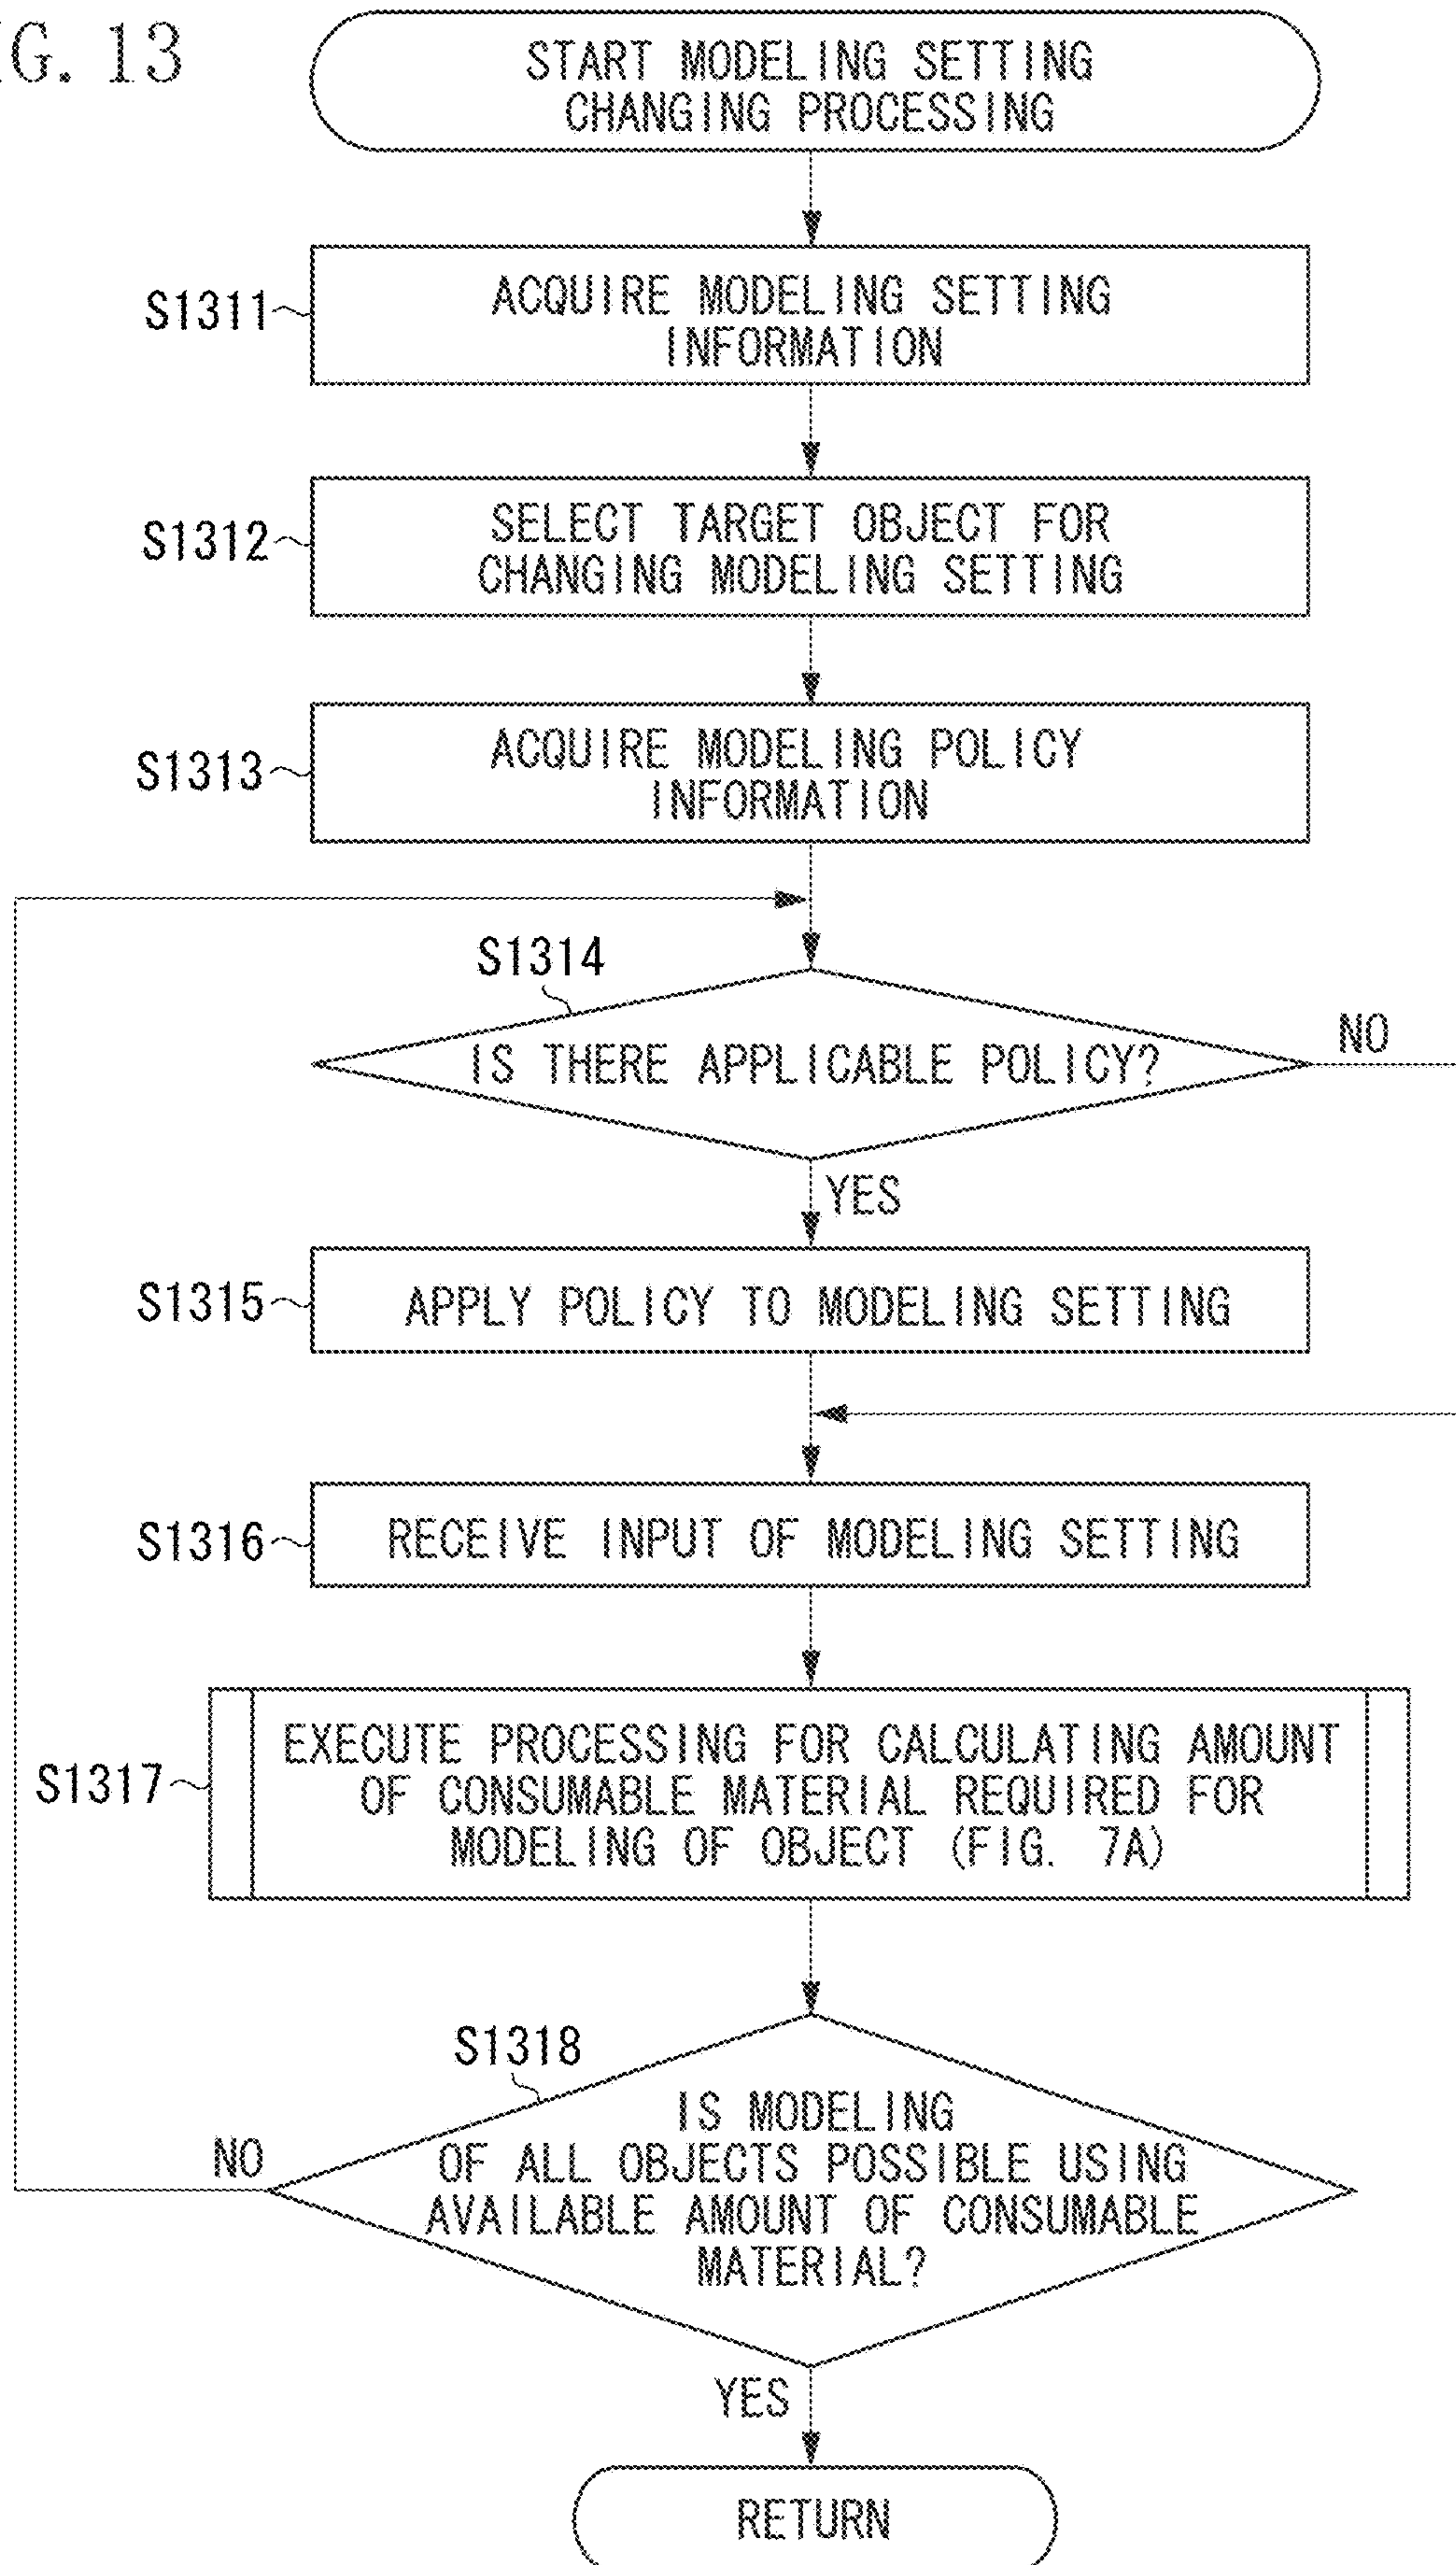 IG. 13
START MODELING SETTING
CHANGING PROCESSING
S1311
ACQUIRE MODELING SETTING
INFORMATION
S1312
SELECT TARGET OBJECT FOR
CHANGING MODELING SETTING
S1313
ACQUIRE MODELING POLICY
INFORMATION
S1314
IS THERE APPLICABLE POLICY?
NO
YES
S1315
APPLY POLICY TO MODELING SETTING
S1316
RECEIVE INPUT OF MODELING SETTING
S1317
EXECUTE PROCESSING FOR CALCULATING AMOUNT
OF CONSUMABLE MATERIAL REQUIRED FOR
MODELING OF OBJECT (FIG. 7A)
S1318
IS MODELING
OF ALL OBJECTS POSSIBLE USING
AVAILABLE AMOUNT OF CONSUMABLE
MATERIAL?
NO
YES
RETURN